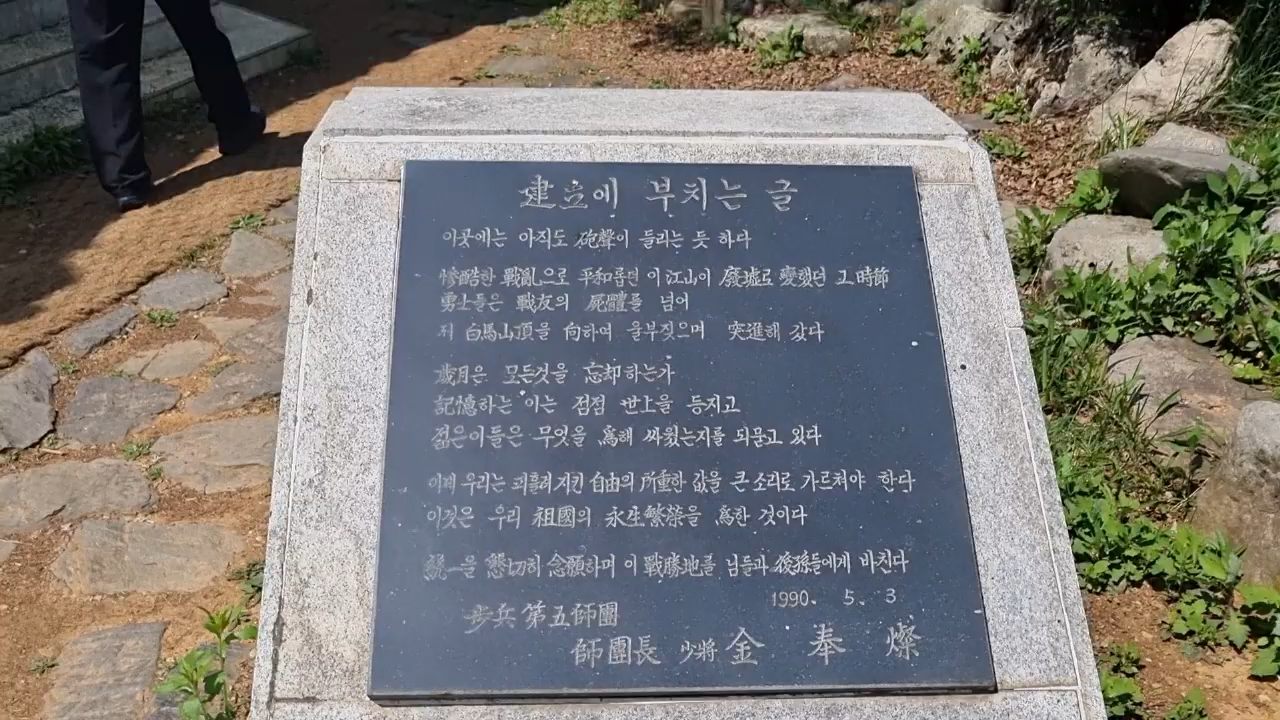 建立에 부치는 글
이곳에는 아직도 砲聲이 들리는 듯 하다
慘酷한 戰亂으로 平和롭던 이 江山이 廢墟로 變했던 그 時節
勇士들은 戰友의 屍體를 넘어
저 白馬山頂을 向하여 울부짖으며 突進해 갔다
歲月은 모든것을 忘却하는가
記憶하는 이는 점점 世上을 등지고
젊은이들은 무엇을 爲해 싸웠는지를 되묻고 있다
이제 우리는 피흘려 지킨 自由의 所重한 값을 큰 소리로 가르쳐야 한다
이것은 우리 祖國의 永生繁榮을 爲한 것이다
統一을 懇切히 念願하며 이 戰勝地를 님들과 後孫들에게 바친다
1990. 5. 3
步兵 第五師團
師團長 少將 金 奉 燦